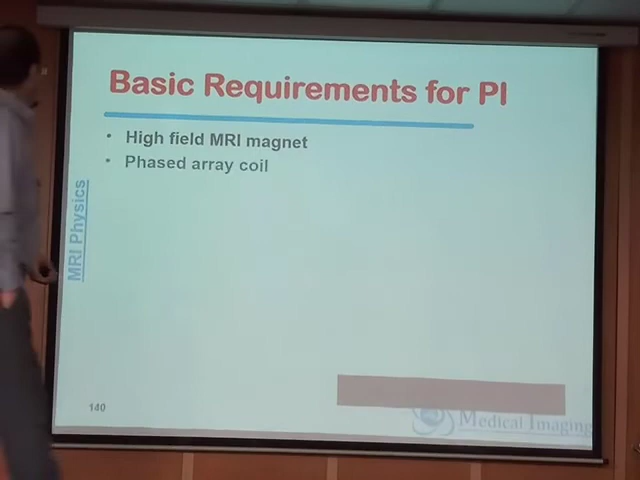 Basic Requirements for PI
• High field MRI magnet
• Phased array coil
MRI Physics
140
Medical Imaging